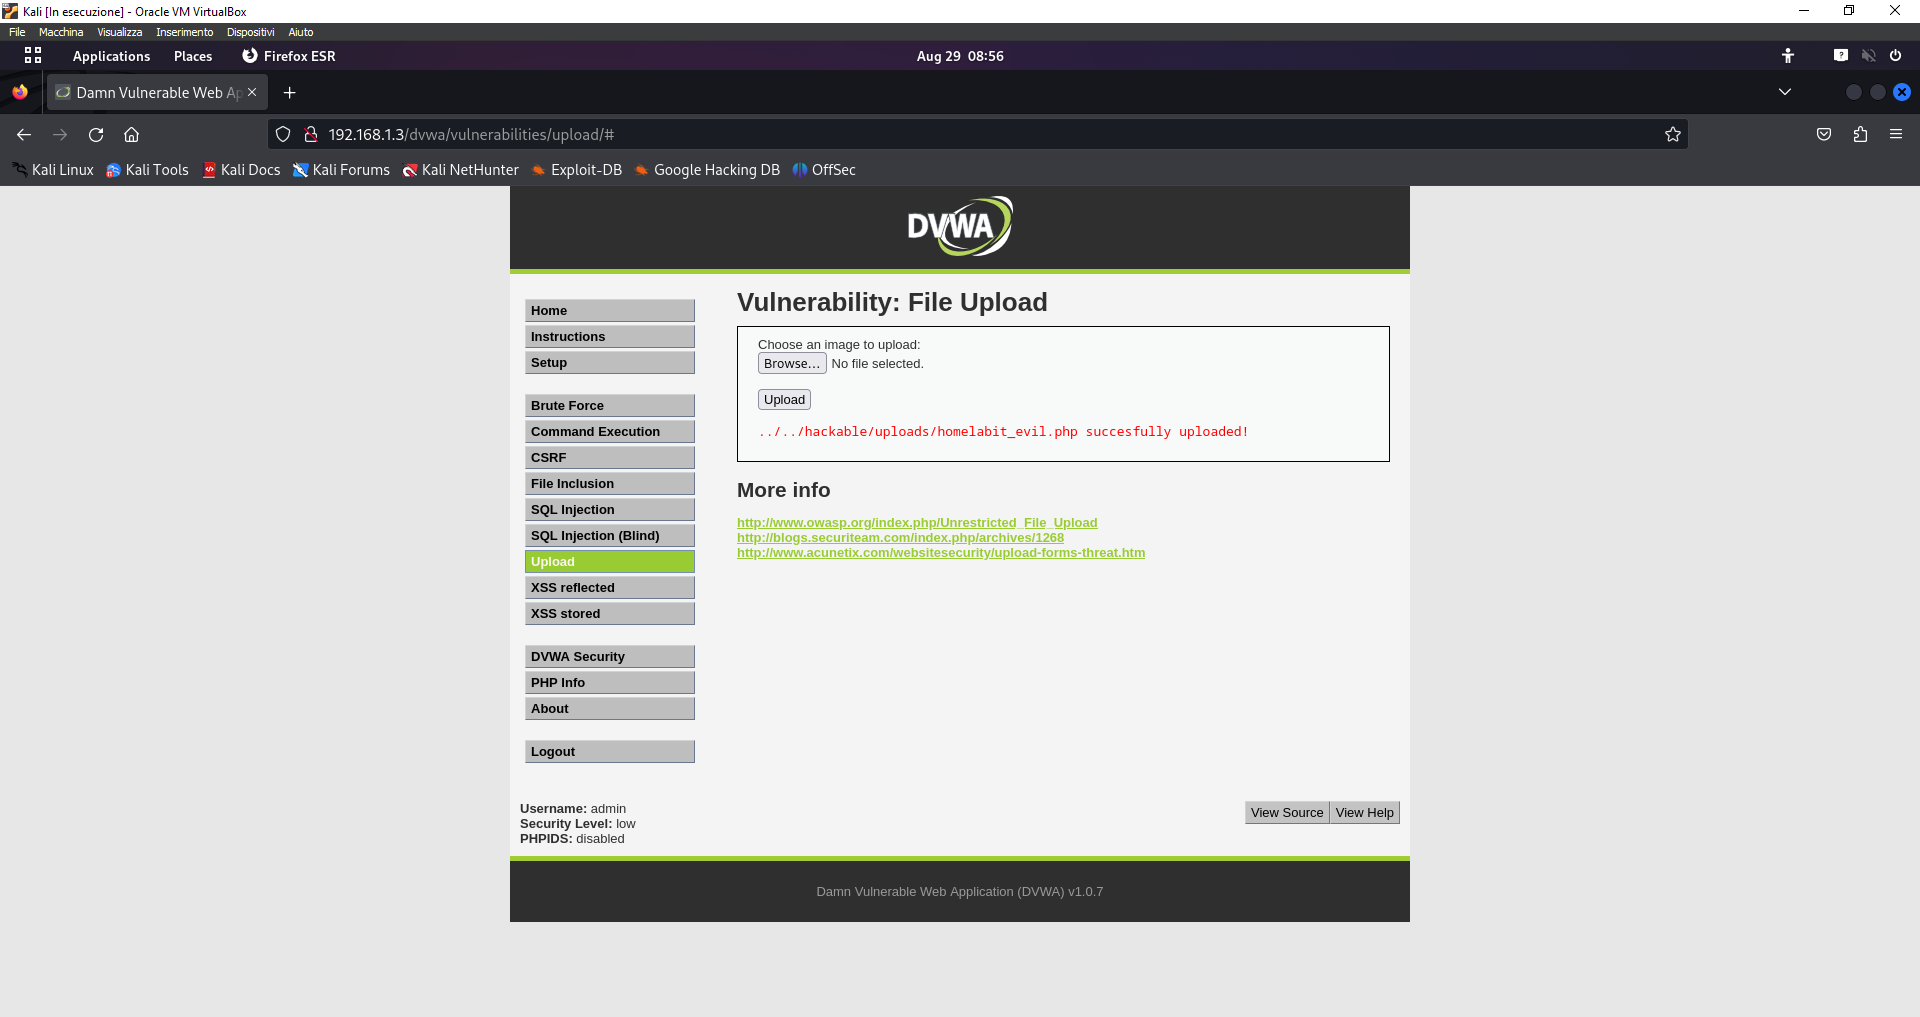 Kali [In esecuzione] - Oracle VM VirtualBox
File Macchina Visualizza Inserimento Dispositivi Aiuto
Applications Places Firefox ESR Aug 29 08:56
Damn Vulnerable Web Ap
192.168.1.3/dvwa/vulnerabilities/upload/#
Kali Linux Kali Tools Kali Docs Kali Forums Kali NetHunter Exploit-DB Google Hacking DB OffSec
DVWA
Home
Instructions
Setup
Brute Force
Command Execution
CSRF
File Inclusion
SQL Injection
SQL Injection (Blind)
Upload
XSS reflected
XSS stored
DVWA Security
PHP Info
About
Logout
Vulnerability: File Upload
Choose an image to upload:
Browse... No file selected.
Upload
../../hackable/uploads/homelabit_evil.php succesfully uploaded!
More info
http://www.owasp.org/index.php/Unrestricted_File_Upload
http://blogs.securiteam.com/index.php/archives/1268
http://www.acunetix.com/websitesecurity/upload-forms-threat.htm
Username: admin
Security Level: low
PHPIDS: disabled
View Source View Help
Damn Vulnerable Web Application (DVWA) v1.0.7